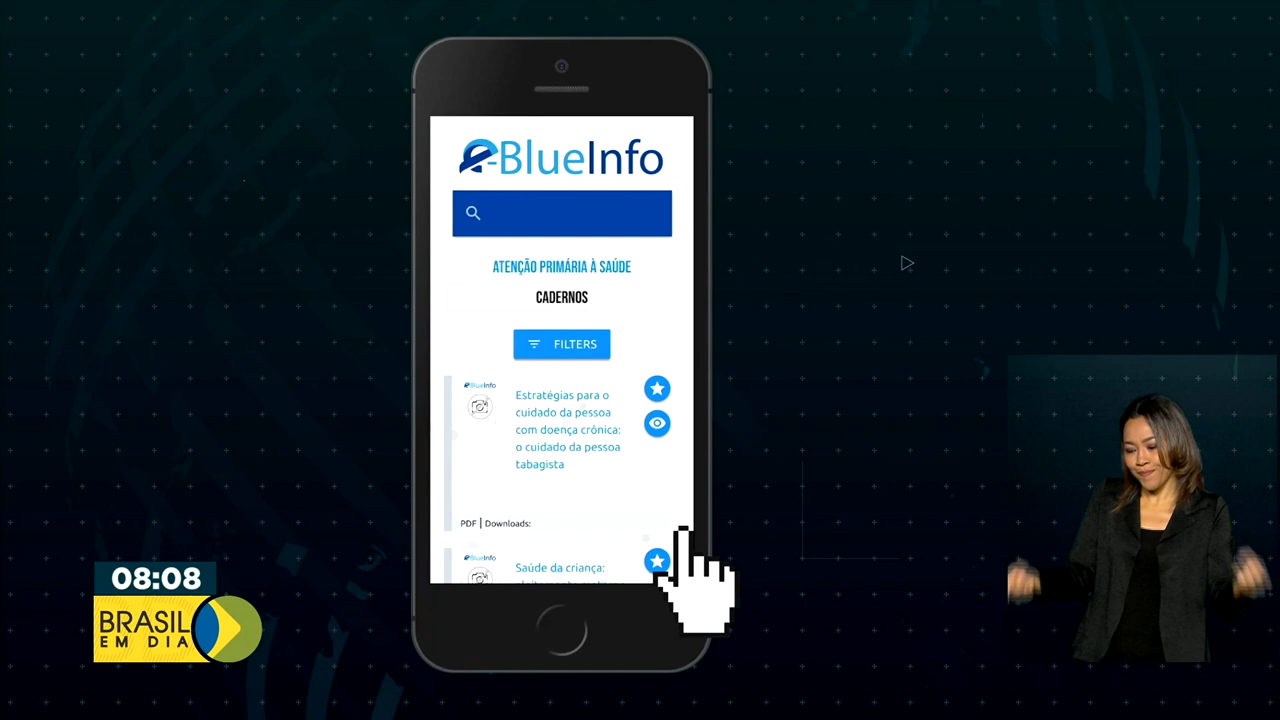 e-BlueInfo
ATENÇÃO PRIMÁRIA À SAÚDE
CADERNOS
FILTERS
e-BlueInfo
Estratégias para o
cuidado da pessoa
com doença crônica:
o cuidado da pessoa
tabagista
PDF | Downloads:
e-BlueInfo
Saúde da criança:
08:08
BRASIL
EM DIA